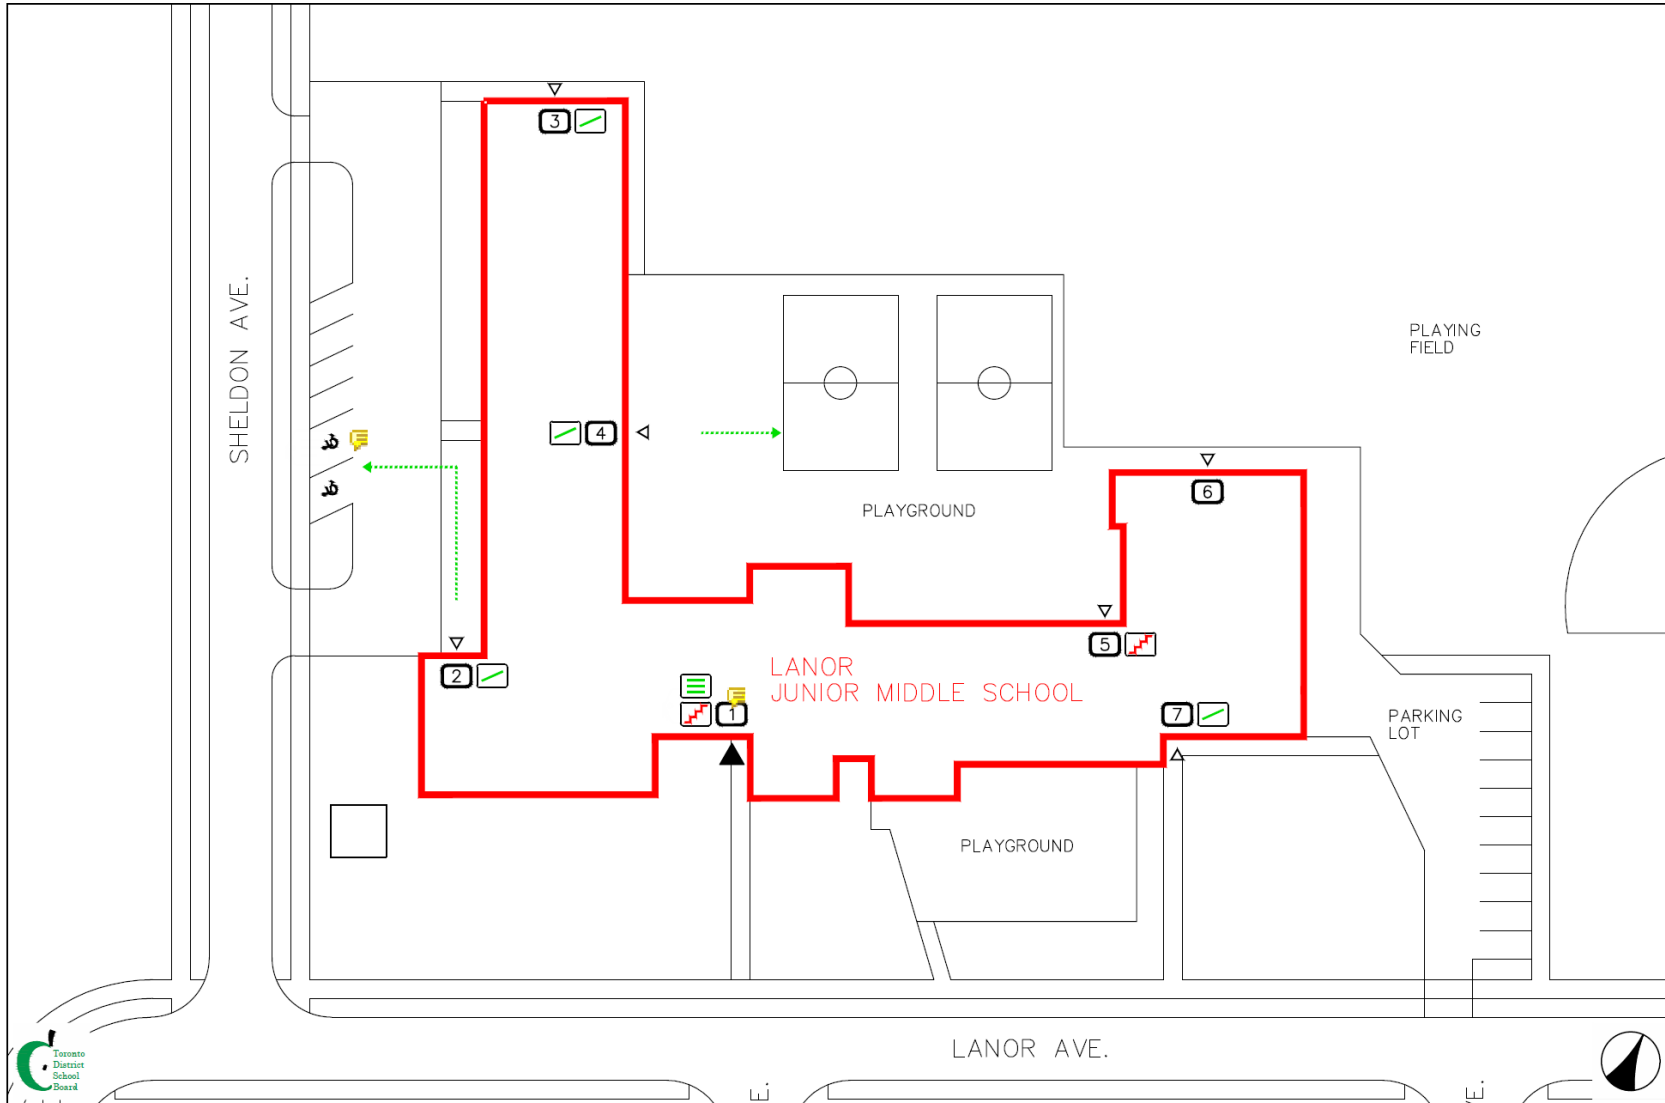 3
SHELDON AVE.
4
PLAYING
FIELD
PLAYGROUND
6
5
2
LANOR
JUNIOR MIDDLE SCHOOL
1
7
PARKING
LOT
PLAYGROUND
LANOR AVE.
Toronto
District
School
Board
E.
VE.